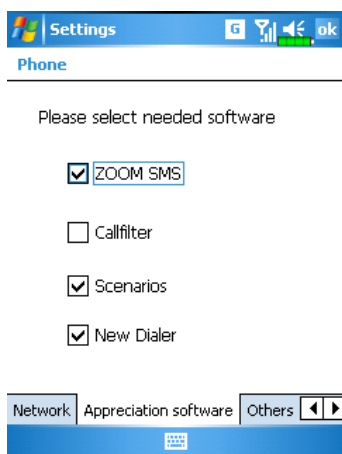 Settings G ok
Phone
Please select needed software
ZOOM SMS
Callfilter
Scenarios
New Dialer
Network Appreciation software Others